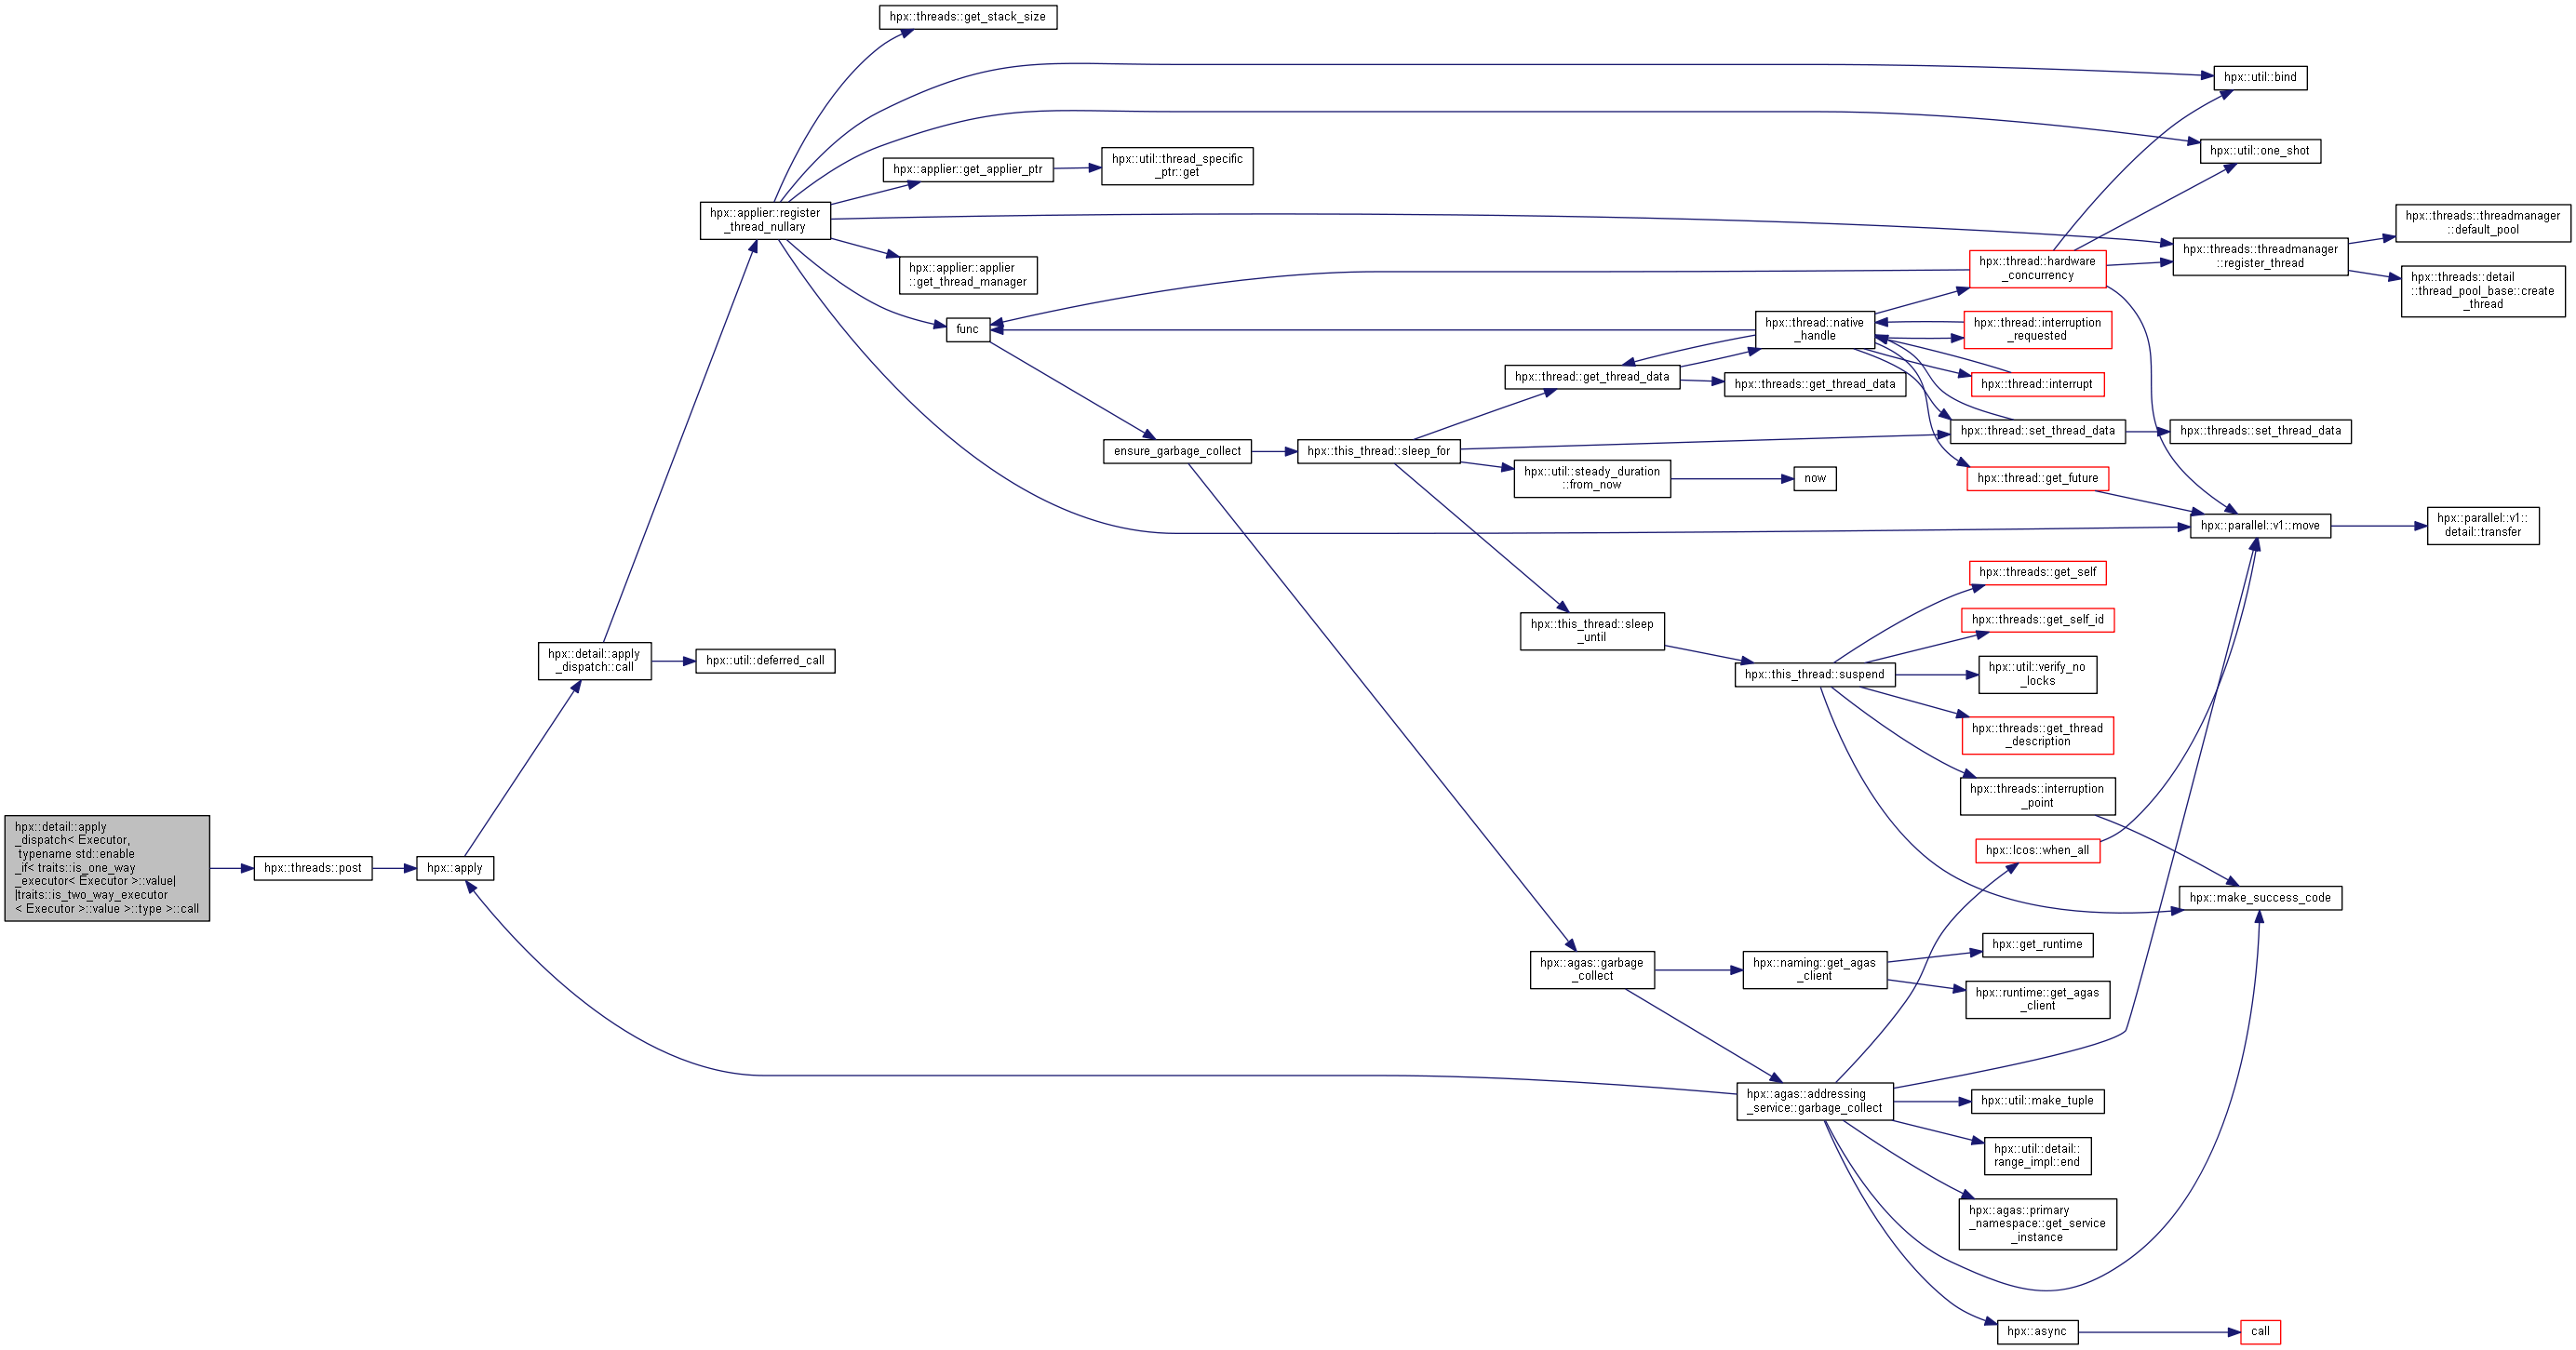 hpx::threads::get_stack_size
hpx::util::bind
hpx::util::one_shot
hpx::applier::get_applier_ptr
hpx::util::thread_specific
_ptr::get
hpx::applier::register
_thread_nullary
hpx::threads::threadmanager
::default_pool
hpx::threads::threadmanager
::register_thread
hpx::thread::hardware
_concurrency
hpx::applier::applier
::get_thread_manager
hpx::threads::detail
::thread_pool_base::create
_thread
func
hpx::thread::native
_handle
hpx::thread::interruption
_requested
hpx::thread::get_thread_data
hpx::threads::get_thread_data
hpx::thread::interrupt
hpx::thread::set_thread_data
hpx::threads::set_thread_data
ensure_garbage_collect
hpx::this_thread::sleep_for
hpx::util::steady_duration
::from_now
now
hpx::thread::get_future
hpx::parallel::v1::move
hpx::parallel::v1::
detail::transfer
hpx::threads::get_self
hpx::threads::get_self_id
hpx::this_thread::sleep
_until
hpx::detail::apply
_dispatch::call
hpx::util::deferred_call
hpx::this_thread::suspend
hpx::util::verify_no
_locks
hpx::threads::get_thread
_description
hpx::threads::interruption
_point
hpx::lcos::when_all
hpx::make_success_code
hpx::detail::apply
_dispatch< Executor,
typename std::enable
_if< traits::is_one_way
_executor< Executor >::value|
|traits::is_two_way_executor
< Executor >::value >::type >::call
hpx::threads::post
hpx::apply
hpx::agas::garbage
_collect
hpx::naming::get_agas
_client
hpx::get_runtime
hpx::runtime::get_agas
_client
hpx::agas::addressing
_service::garbage_collect
hpx::util::make_tuple
hpx::util::detail::
range_impl::end
hpx::agas::primary
_namespace::get_service
_instance
hpx::async
call